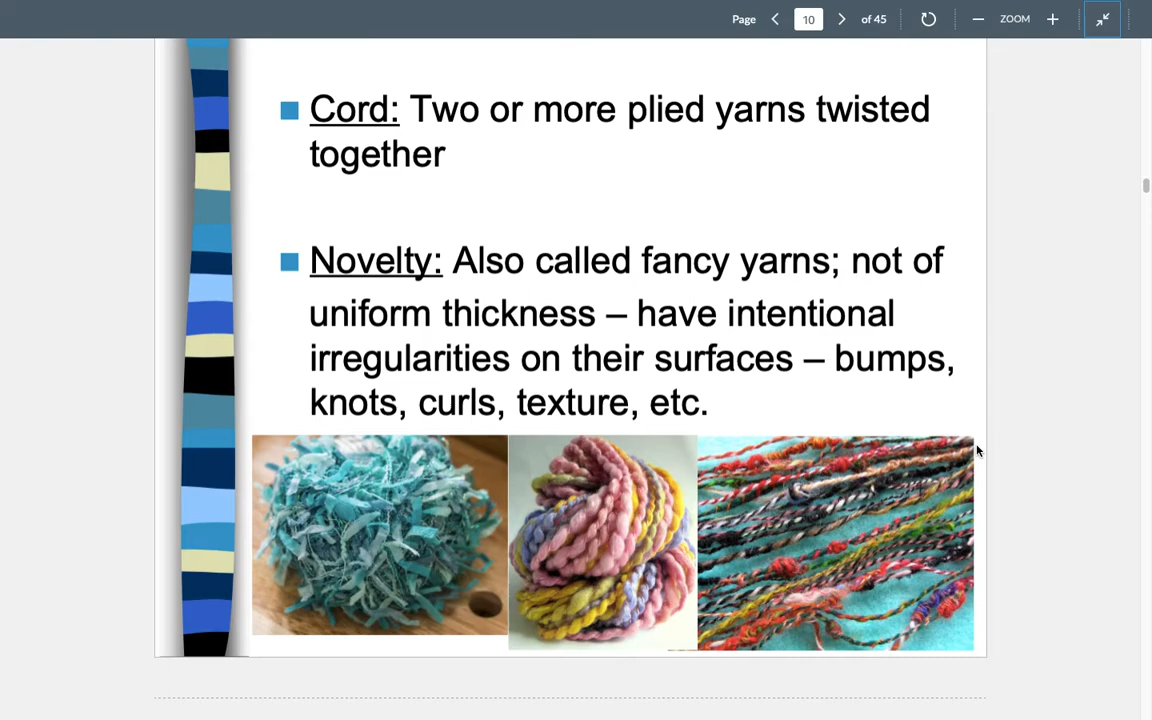 Page 10 of 45 ZOOM
Cord: Two or more plied yarns twisted
together
Novelty: Also called fancy yarns; not of
uniform thickness – have intentional
irregularities on their surfaces – bumps,
knots, curls, texture, etc.